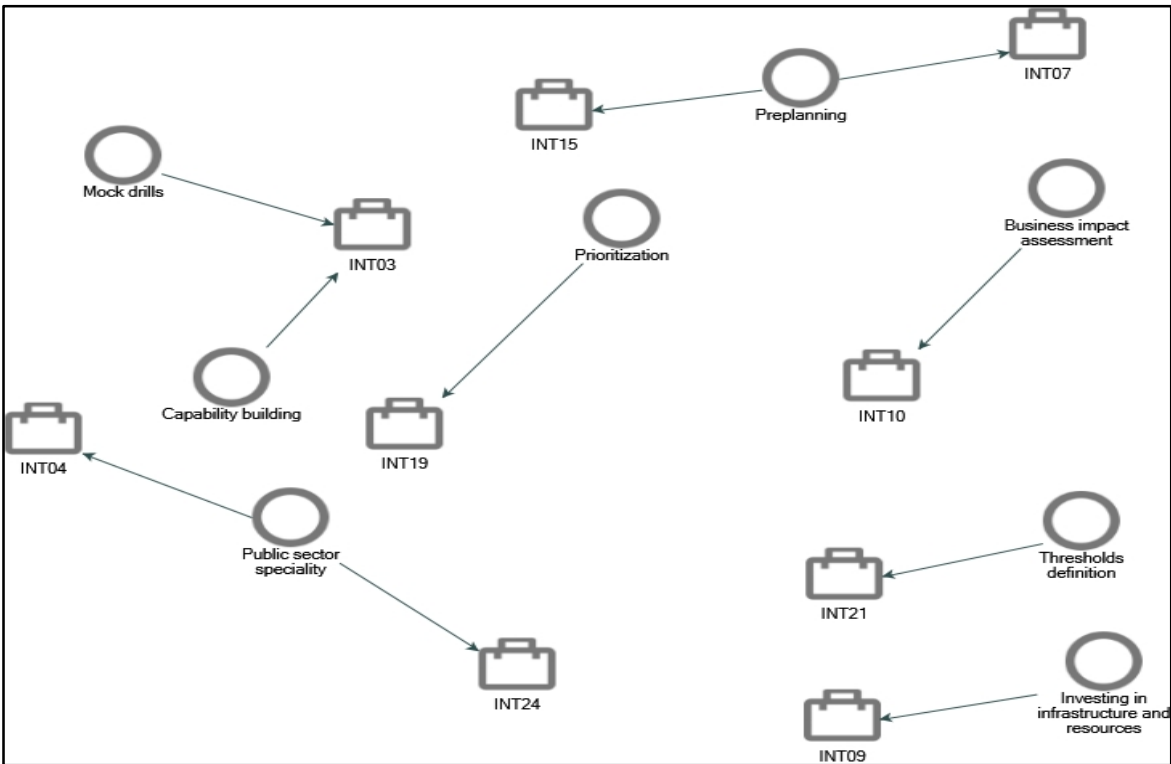 INT07
Preplanning
INT15
Mock drills
Business impact
assessment
Prioritization
INT03
Capability building
INT10
INT19
INT04
Public sector
speciality
Thresholds
definition
INT21
INT24
Investing in
infrastructure and
resources
INT09